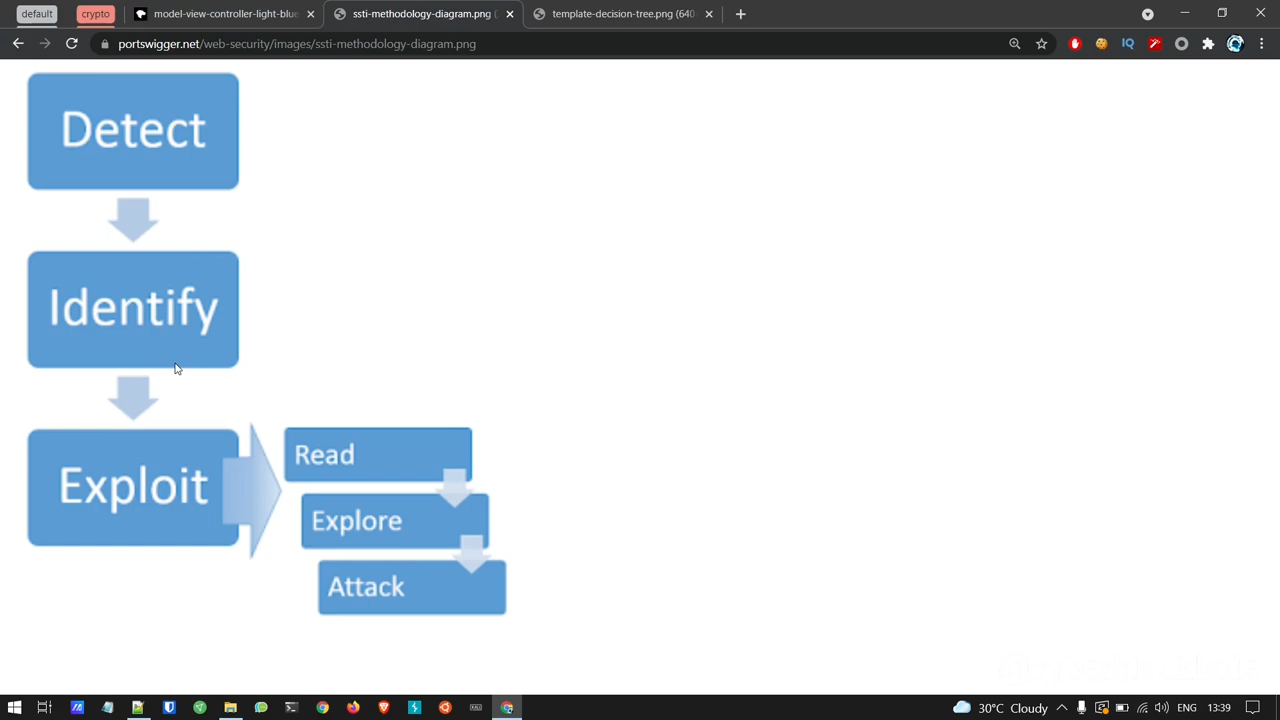 default
crypto
model-view-controller-light-blue
ssti-methodology-diagram.png (
template-decision-tree.png (640
portswigger.net/web-security/images/ssti-methodology-diagram.png
IQ
Detect
Identify
Exploit
Read
Explore
Attack
30°C Cloudy
ENG
13:39